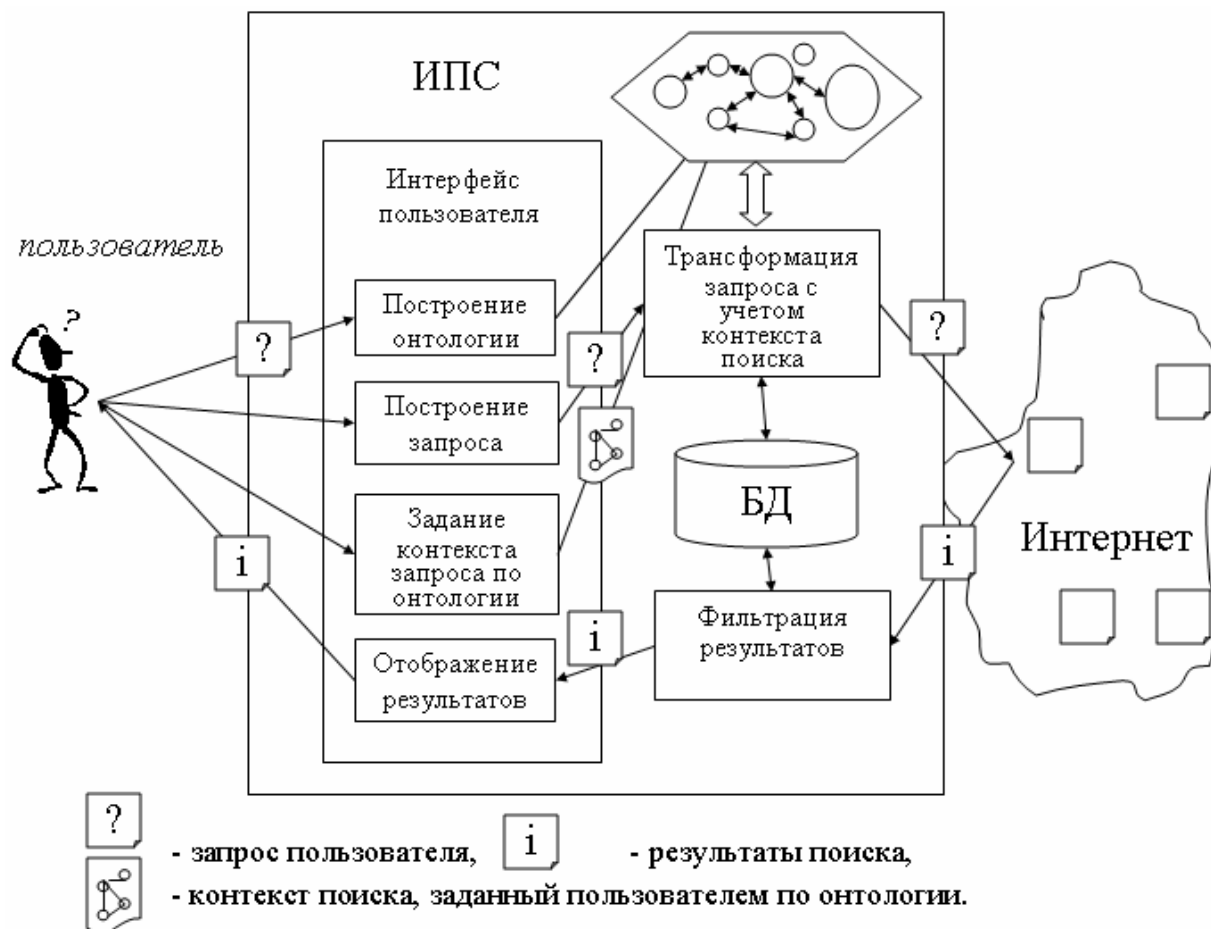 ИПС
Интерфейс
пользователя
пользователь
?
Построение
онтологии
?
Построение
запроса
?
Задание
контекста
запроса по
онтологии
i
Отображение
результатов
i
Трансформация
запроса с
учетом
контекста
поиска
?
БД
Фильтрация
результатов
i
Интернет
?
- запрос пользователя,
i
- результаты поиска,
- контекст поиска, заданный пользователем по онтологии.